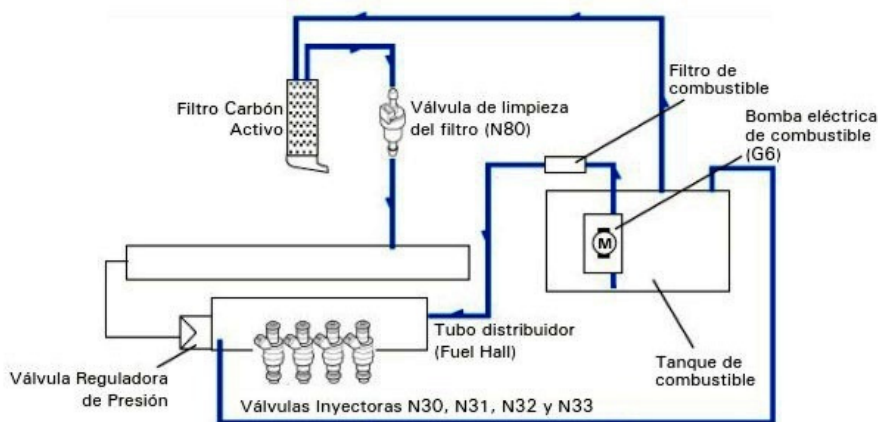 Filtro Carbón
Activo
Válvula de limpieza
del filtro (N80)
Filtro de
combustible
Bomba eléctrica
de combustible
(G6)
M
Tubo distribuidor
(Fuel Hall)
Tanque de
combustible
Válvula Reguladora
de Presión
Válvulas Inyectoras N30, N31, N32 y N33